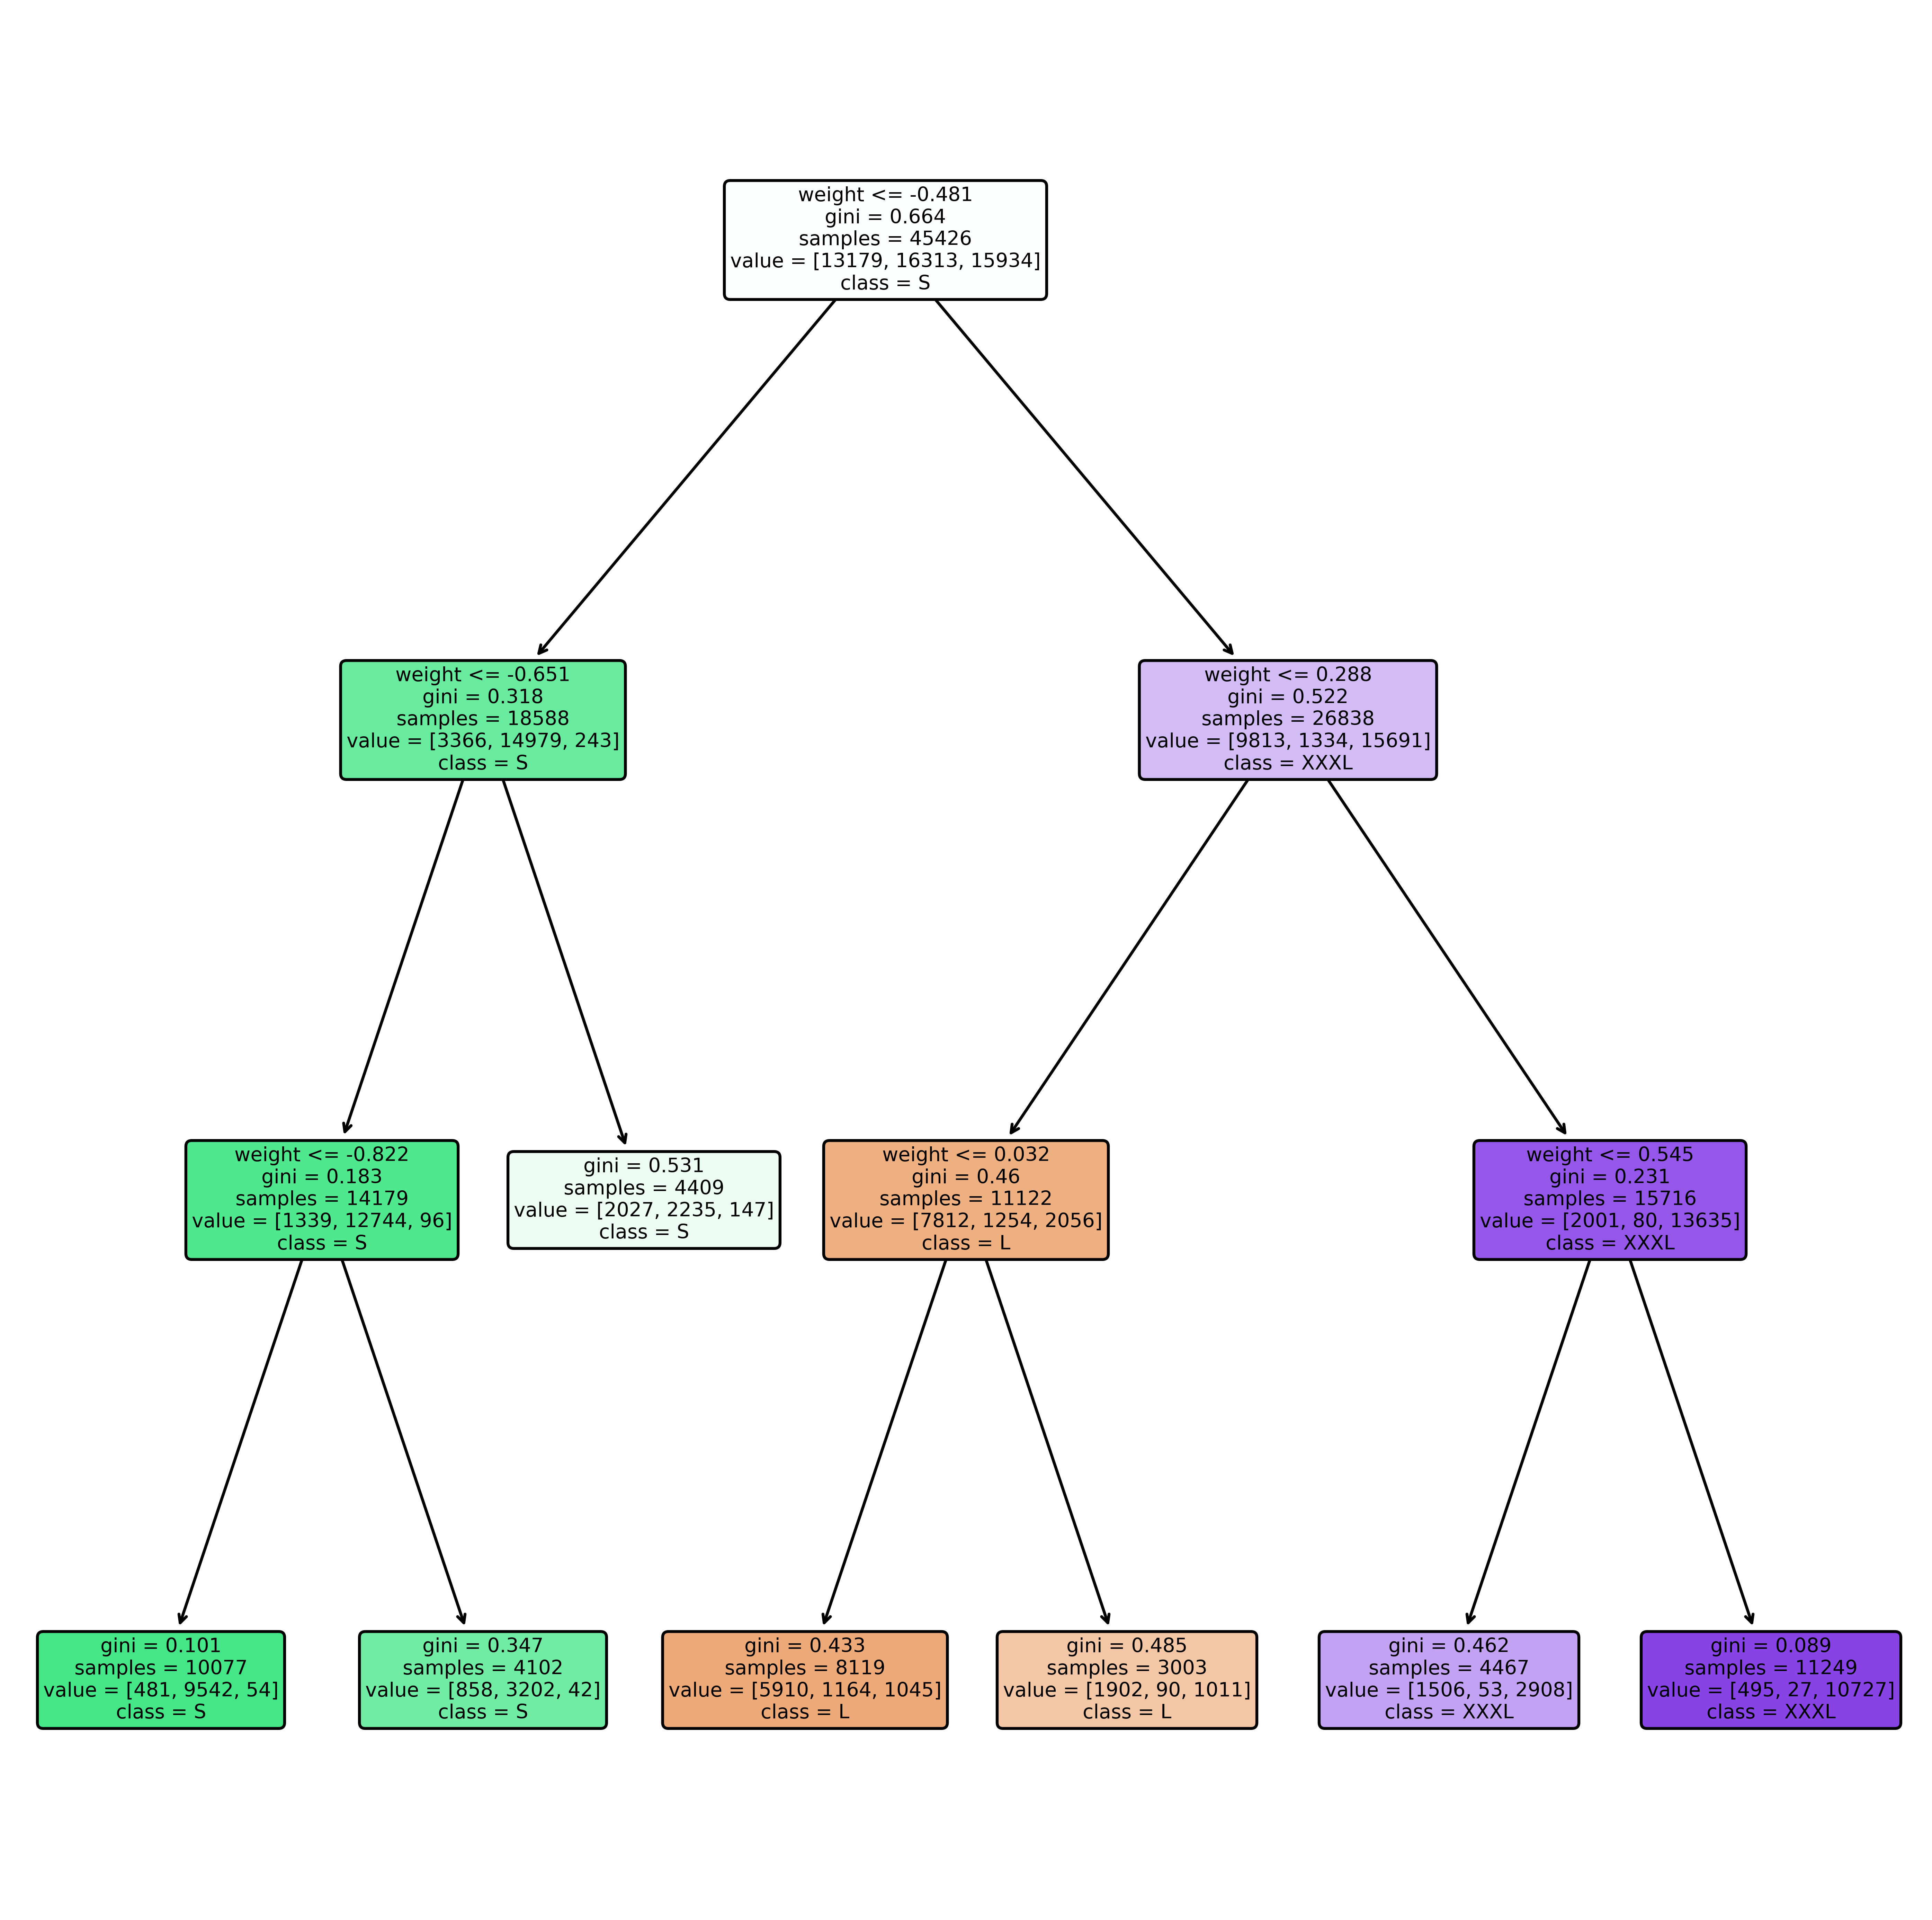 weight <= -0.481
gini = 0.664
samples = 45426
value = [13179, 16313, 15934]
class = S
weight <= -0.651
gini = 0.318
samples = 18588
value = [3366, 14979, 243]
class = S
weight <= 0.288
gini = 0.522
samples = 26838
value = [9813, 1334, 15691]
class = XXXL
weight <= -0.822
gini = 0.183
samples = 14179
value = [1339, 12744, 96]
class = S
gini = 0.531
samples = 4409
value = [2027, 2235, 147]
class = S
weight <= 0.032
gini = 0.46
samples = 11122
value = [7812, 1254, 2056]
class = L
weight <= 0.545
gini = 0.231
samples = 15716
value = [2001, 80, 13635]
class = XXXL
gini = 0.101
samples = 10077
value = [481, 9542, 54]
class = S
gini = 0.347
samples = 4102
value = [858, 3202, 42]
class = S
gini = 0.433
samples = 8119
value = [5910, 1164, 1045]
class = L
gini = 0.485
samples = 3003
value = [1902, 90, 1011]
class = L
gini = 0.462
samples = 4467
value = [1506, 53, 2908]
class = XXXL
gini = 0.089
samples = 11249
value = [495, 27, 10727]
class = XXXL